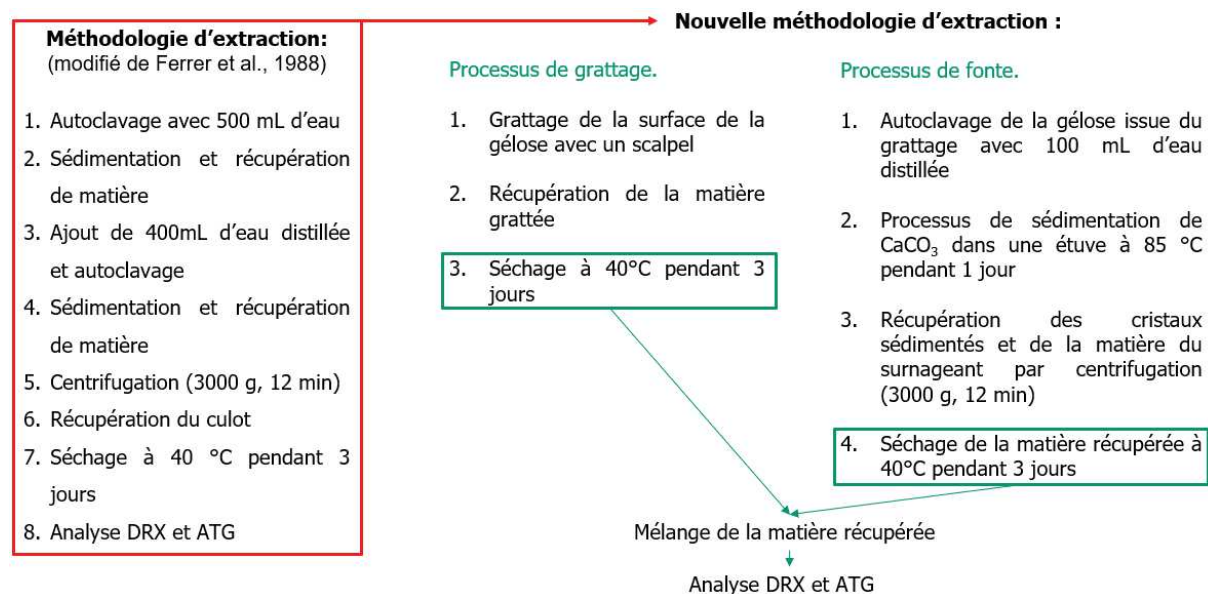 Méthodologie d’extraction:
(modifié de Ferrer et al., 1988)
1. Autoclavage avec 500 mL d’eau
2. Sédimentation et récupération
de matière
3. Ajout de 400mL d’eau distillée
et autoclavage
4. Sédimentation et récupération
de matière
5. Centrifugation (3000 g, 12 min)
6. Récupération du culot
7. Séchage à 40 °C pendant 3
jours
8. Analyse DRX et ATG
Nouvelle méthodologie d’extraction :
Processus de grattage.
1. Grattage de la surface de la
gélose avec un scalpel
2. Récupération de la matière
grattée
3. Séchage à 40°C pendant 3
jours
Processus de fonte.
1. Autoclavage de la gélose issue du
grattage avec 100 mL d’eau
distillée
2. Processus de sédimentation de
CaCO₃ dans une étuve à 85 °C
pendant 1 jour
3. Récupération des cristaux
sédimentés et de la matière du
surnageant par centrifugation
(3000 g, 12 min)
4. Séchage de la matière récupérée à
40°C pendant 3 jours
Mélange de la matière récupérée
Analyse DRX et ATG